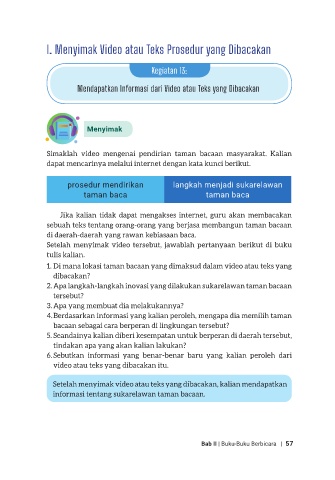 I. Menyimak Video atau Teks Prosedur yang Dibacakan
Kegiatan 13:
Mendapatkan Informasi dari Video atau Teks yang Dibacakan
Menyimak
Simaklah video mengenai pendirian taman bacaan masyarakat. Kalian
dapat mencarinya melalui internet dengan kata kunci berikut.
prosedur mendirikan
taman baca
langkah menjadi sukarelawan
taman baca
Jika kalian tidak dapat mengakses internet, guru akan membacakan
sebuah teks tentang orang-orang yang berjasa membangun taman bacaan
di daerah-daerah yang rawan kebiasaan baca.
Setelah menyimak video tersebut, jawablah pertanyaan berikut di buku
tulis kalian.
1. Di mana lokasi taman bacaan yang dimaksud dalam video atau teks yang
dibacakan?
2. Apa langkah-langkah inovasi yang dilakukan sukarelawan taman bacaan
tersebut?
3. Apa yang membuat dia melakukannya?
4. Berdasarkan informasi yang kalian peroleh, mengapa dia memilih taman
bacaan sebagai cara berperan di lingkungan tersebut?
5. Seandainya kalian diberi kesempatan untuk berperan di daerah tersebut,
tindakan apa yang akan kalian lakukan?
6. Sebutkan informasi yang benar-benar baru yang kalian peroleh dari
video atau teks yang dibacakan itu.
Setelah menyimak video atau teks yang dibacakan, kalian mendapatkan
informasi tentang sukarelawan taman bacaan.
Bab II | Buku-Buku Berbicara | 57